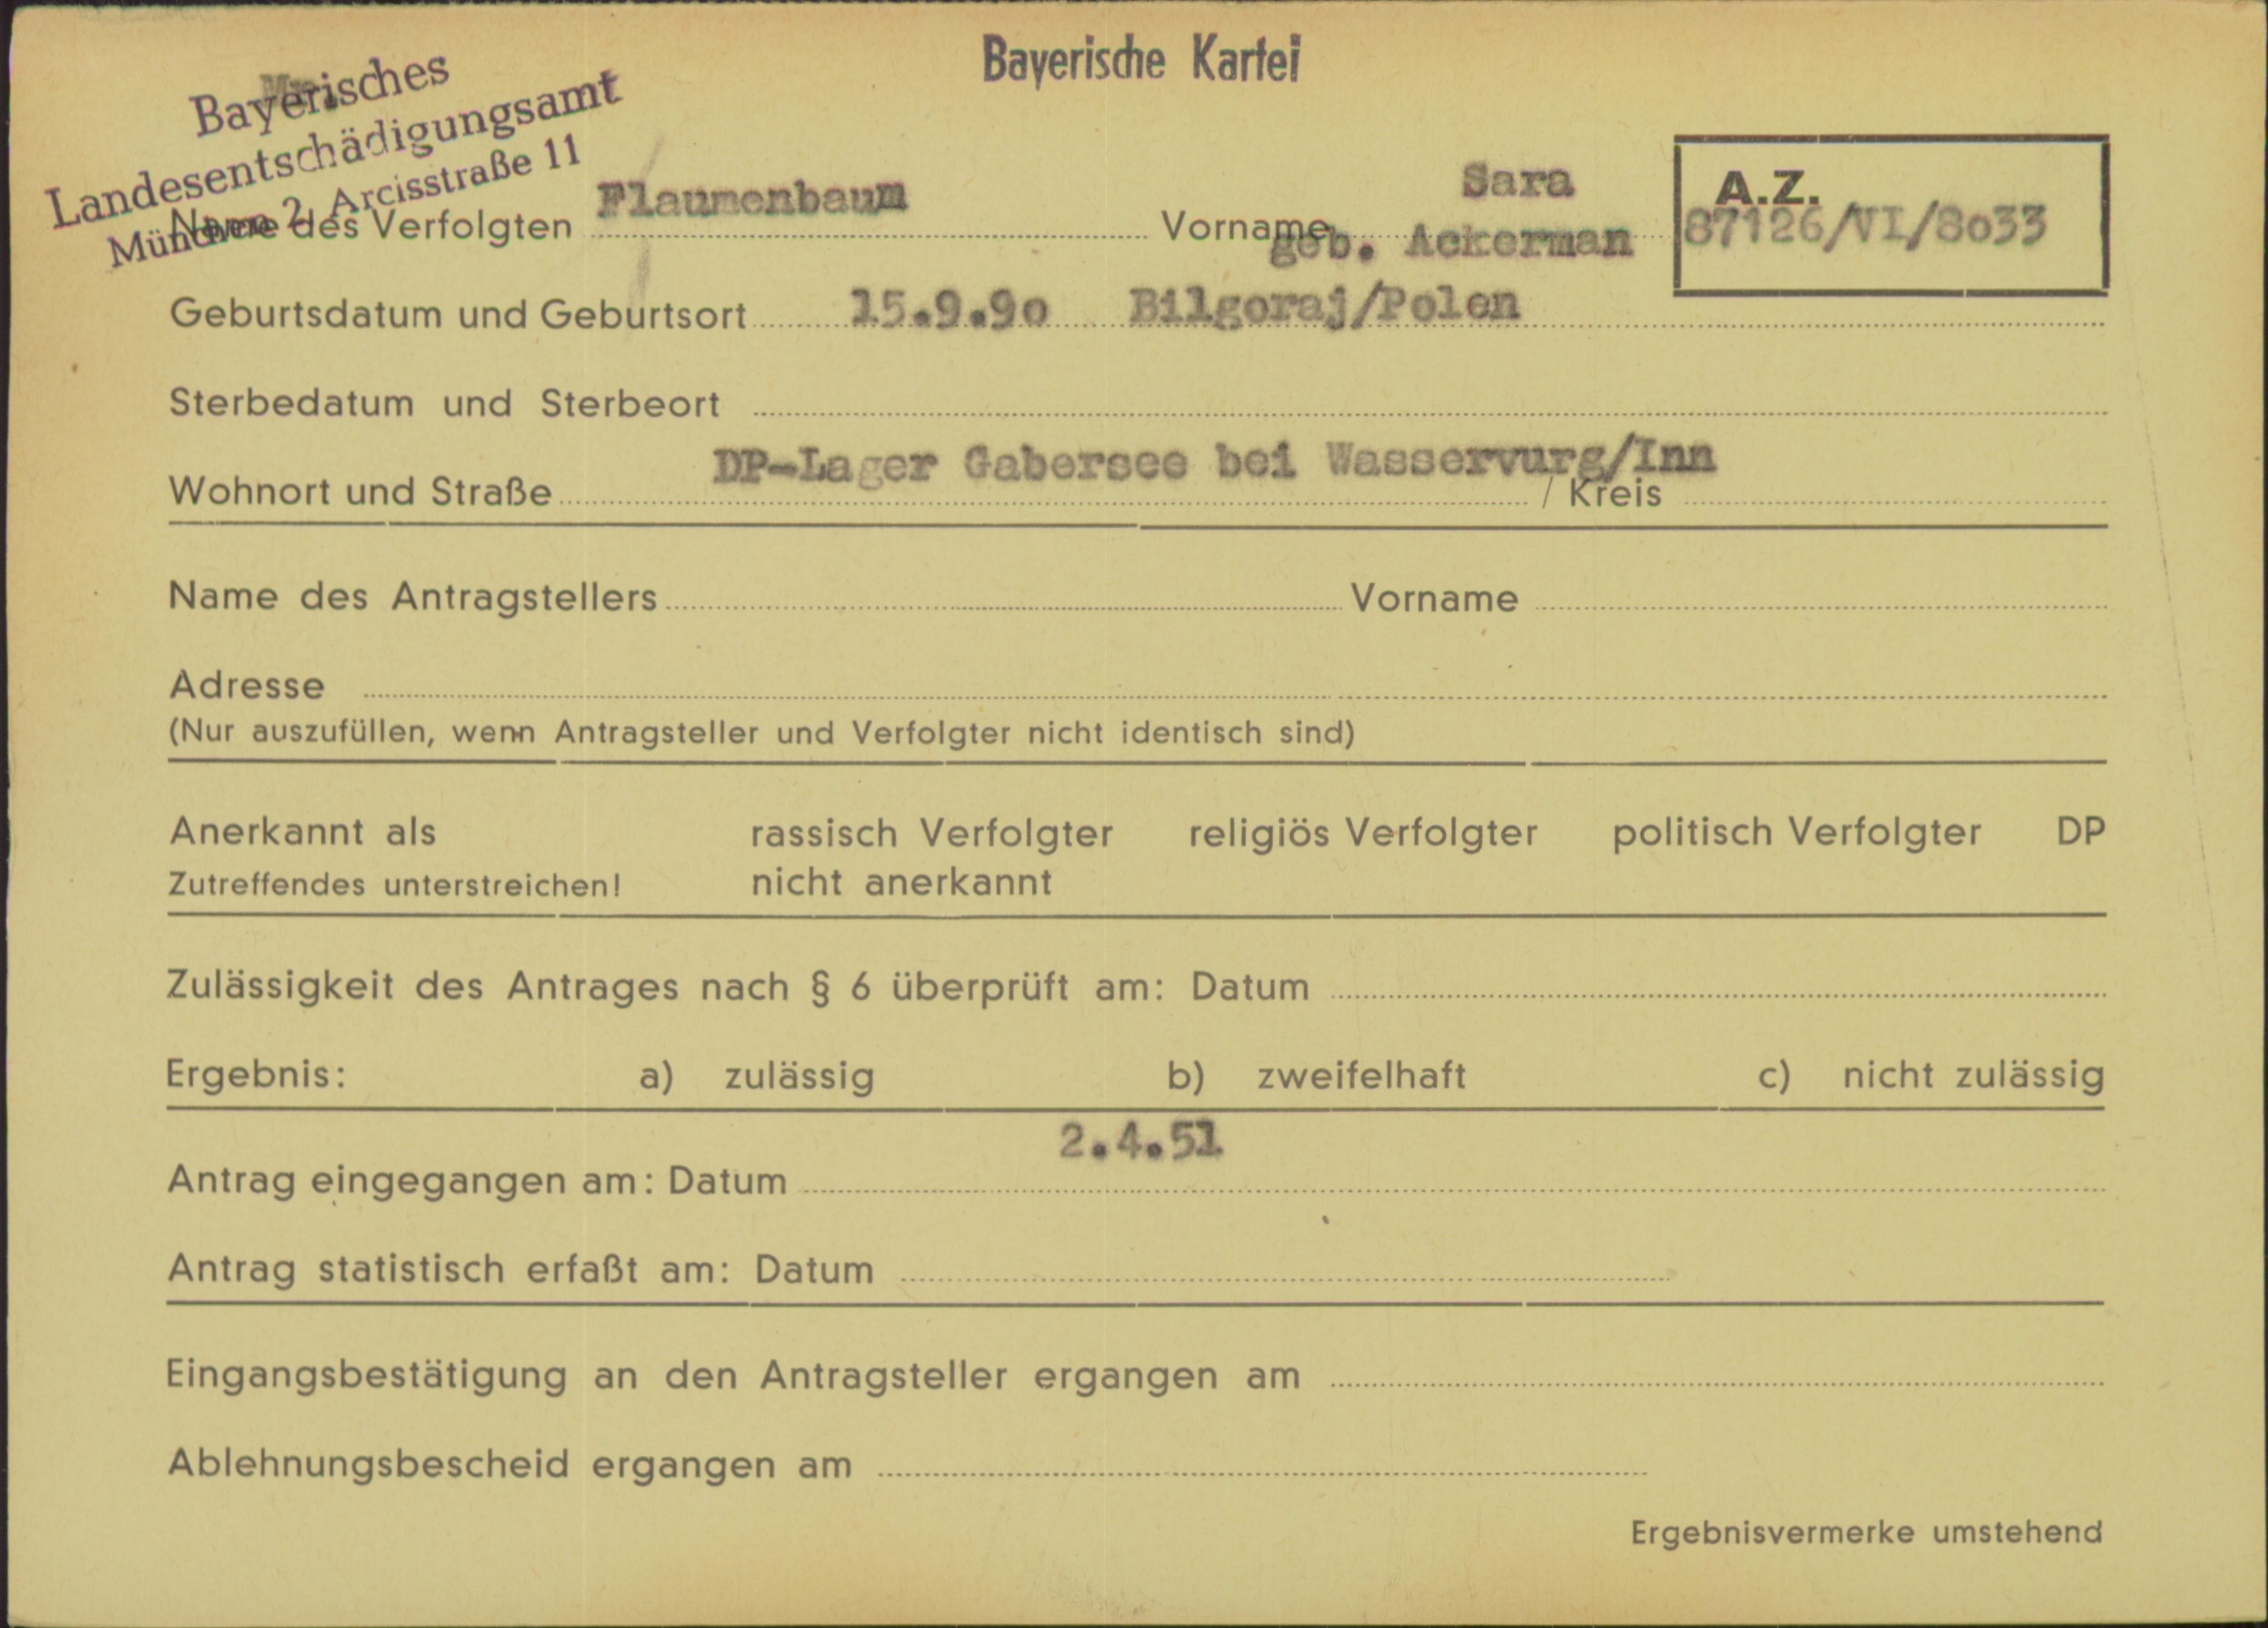 Bayerische Kartei
Bayerisches
Landesentschädigungsamt
München 2, Arcisstraße 11
Name des Verfolgten Flaumenbaum Vorname Sara
geb. Ackerman
A.Z.
87126/VI/8o33
Geburtsdatum und Geburtsort 15.9.9o Bilgoraj/Polen
Sterbedatum und Sterbeort
Wohnort und Straße DP-Lager Gabersee bei Wasservurg/Inn / Kreis
Name des Antragstellers Vorname
Adresse
(Nur auszufüllen, wenn Antragsteller und Verfolgter nicht identisch sind)
Anerkannt als rassisch Verfolgter religiös Verfolgter politisch Verfolgter DP
Zutreffendes unterstreichen! nicht anerkannt
Zulässigkeit des Antrages nach § 6 überprüft am: Datum
Ergebnis: a) zulässig b) zweifelhaft c) nicht zulässig
Antrag eingegangen am: Datum 2.4.51
Antrag statistisch erfaßt am: Datum
Eingangsbestätigung an den Antragsteller ergangen am
Ablehnungsbescheid ergangen am
Ergebnisvermerke umstehend